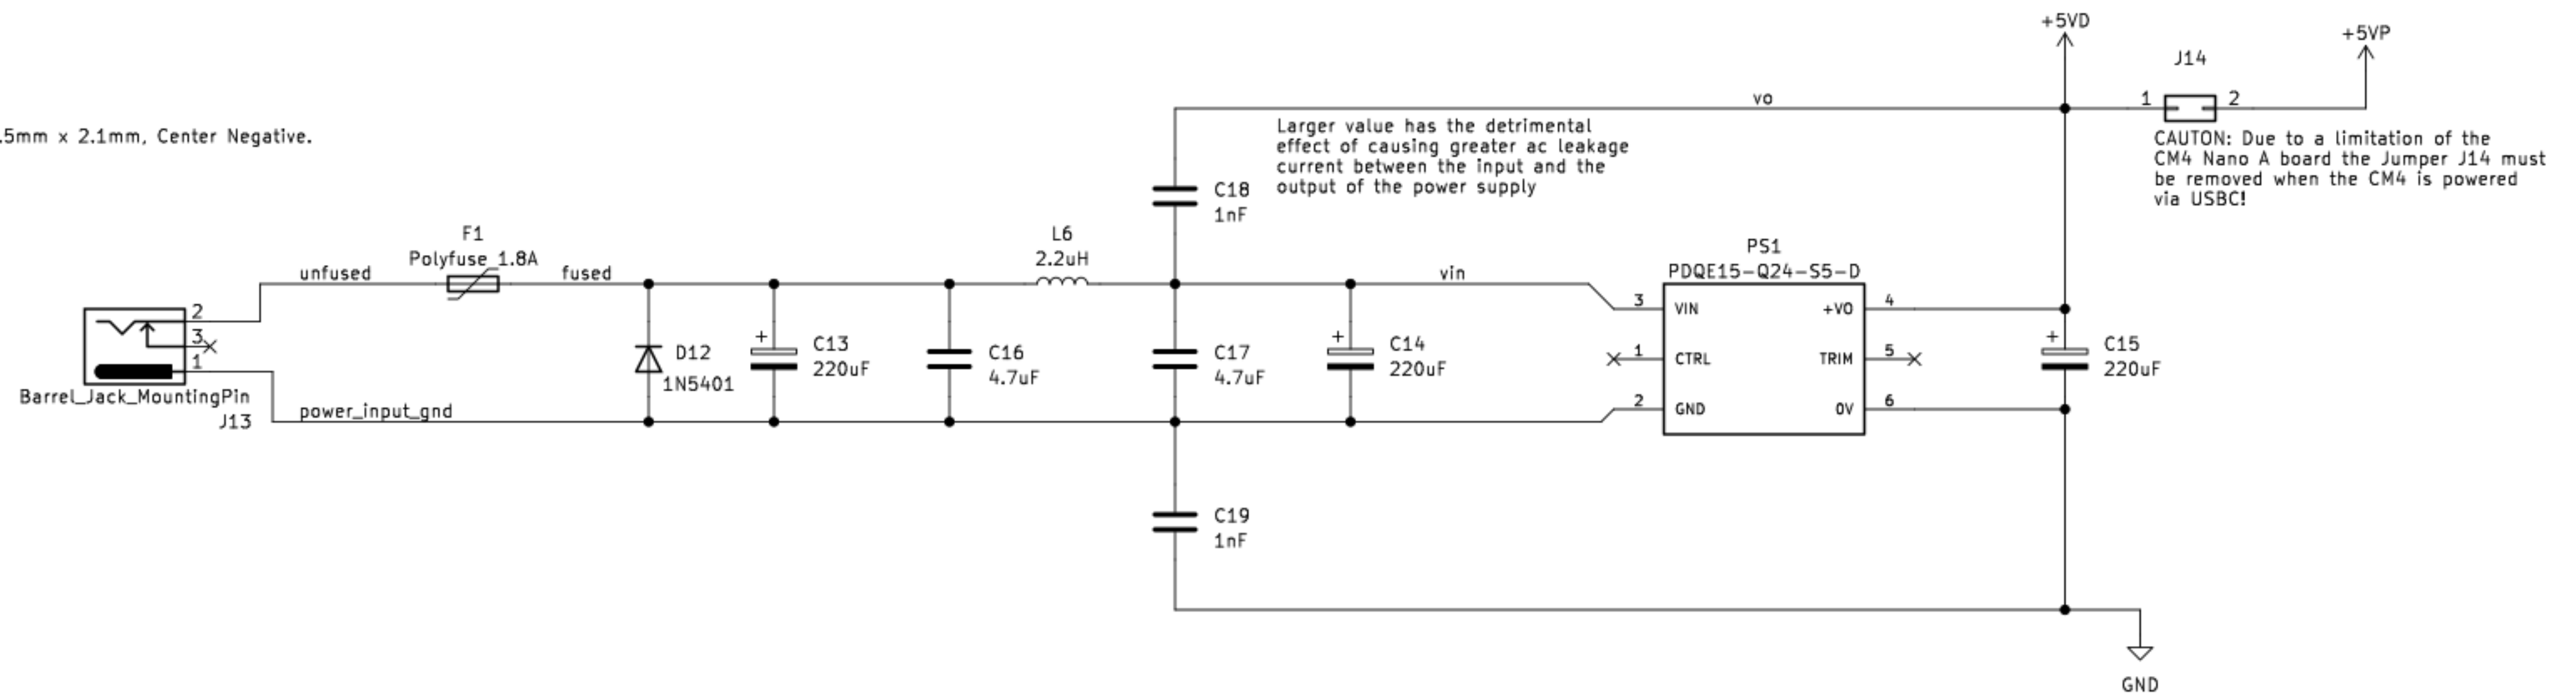 .5mm x 2.1mm, Center Negative.
Barrel_Jack_MountingPin
J13
2
3
1
unfused
power_input_gnd
F1
Polyfuse 1.8A
fused
D12
1N5401
+
C13
220uF
C16
4.7uF
L6
2.2uH
C18
1nF
Larger value has the detrimental
effect of causing greater ac leakage
current between the input and the
output of the power supply
C17
4.7uF
C19
1nF
+
C14
220uF
vin
vo
PS1
PDQE15-Q24-S5-D
3
VIN
1
CTRL
2
GND
+VO
4
TRIM
5
0V
6
+
C15
220uF
+5VD
J14
1
2
+5VP
CAUTON: Due to a limitation of the
CM4 Nano A board the Jumper J14 must
be removed when the CM4 is powered
via USBC!
GND